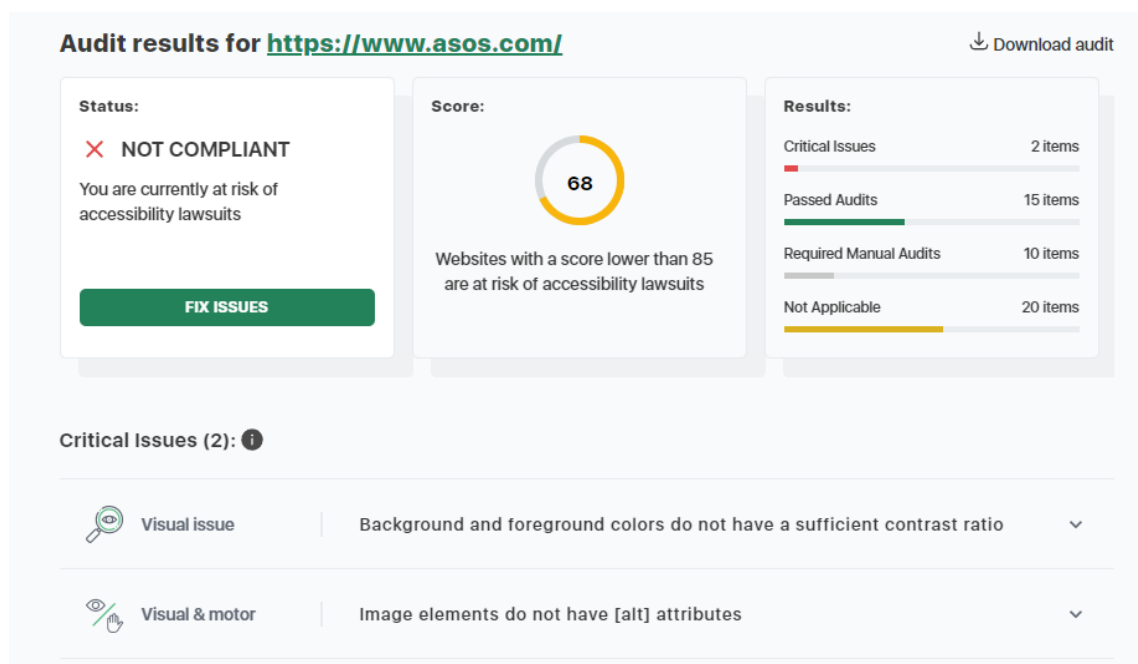 Audit results for https://www.asos.com/
Download audit
Status:
NOT COMPLIANT
You are currently at risk of
accessibility lawsuits
FIX ISSUES
Score:
68
Websites with a score lower than 85
are at risk of accessibility lawsuits
Results:
Critical Issues 2 items
Passed Audits 15 items
Required Manual Audits 10 items
Not Applicable 20 items
Critical Issues (2): i
Visual issue Background and foreground colors do not have a sufficient contrast ratio
Visual & motor Image elements do not have [alt] attributes